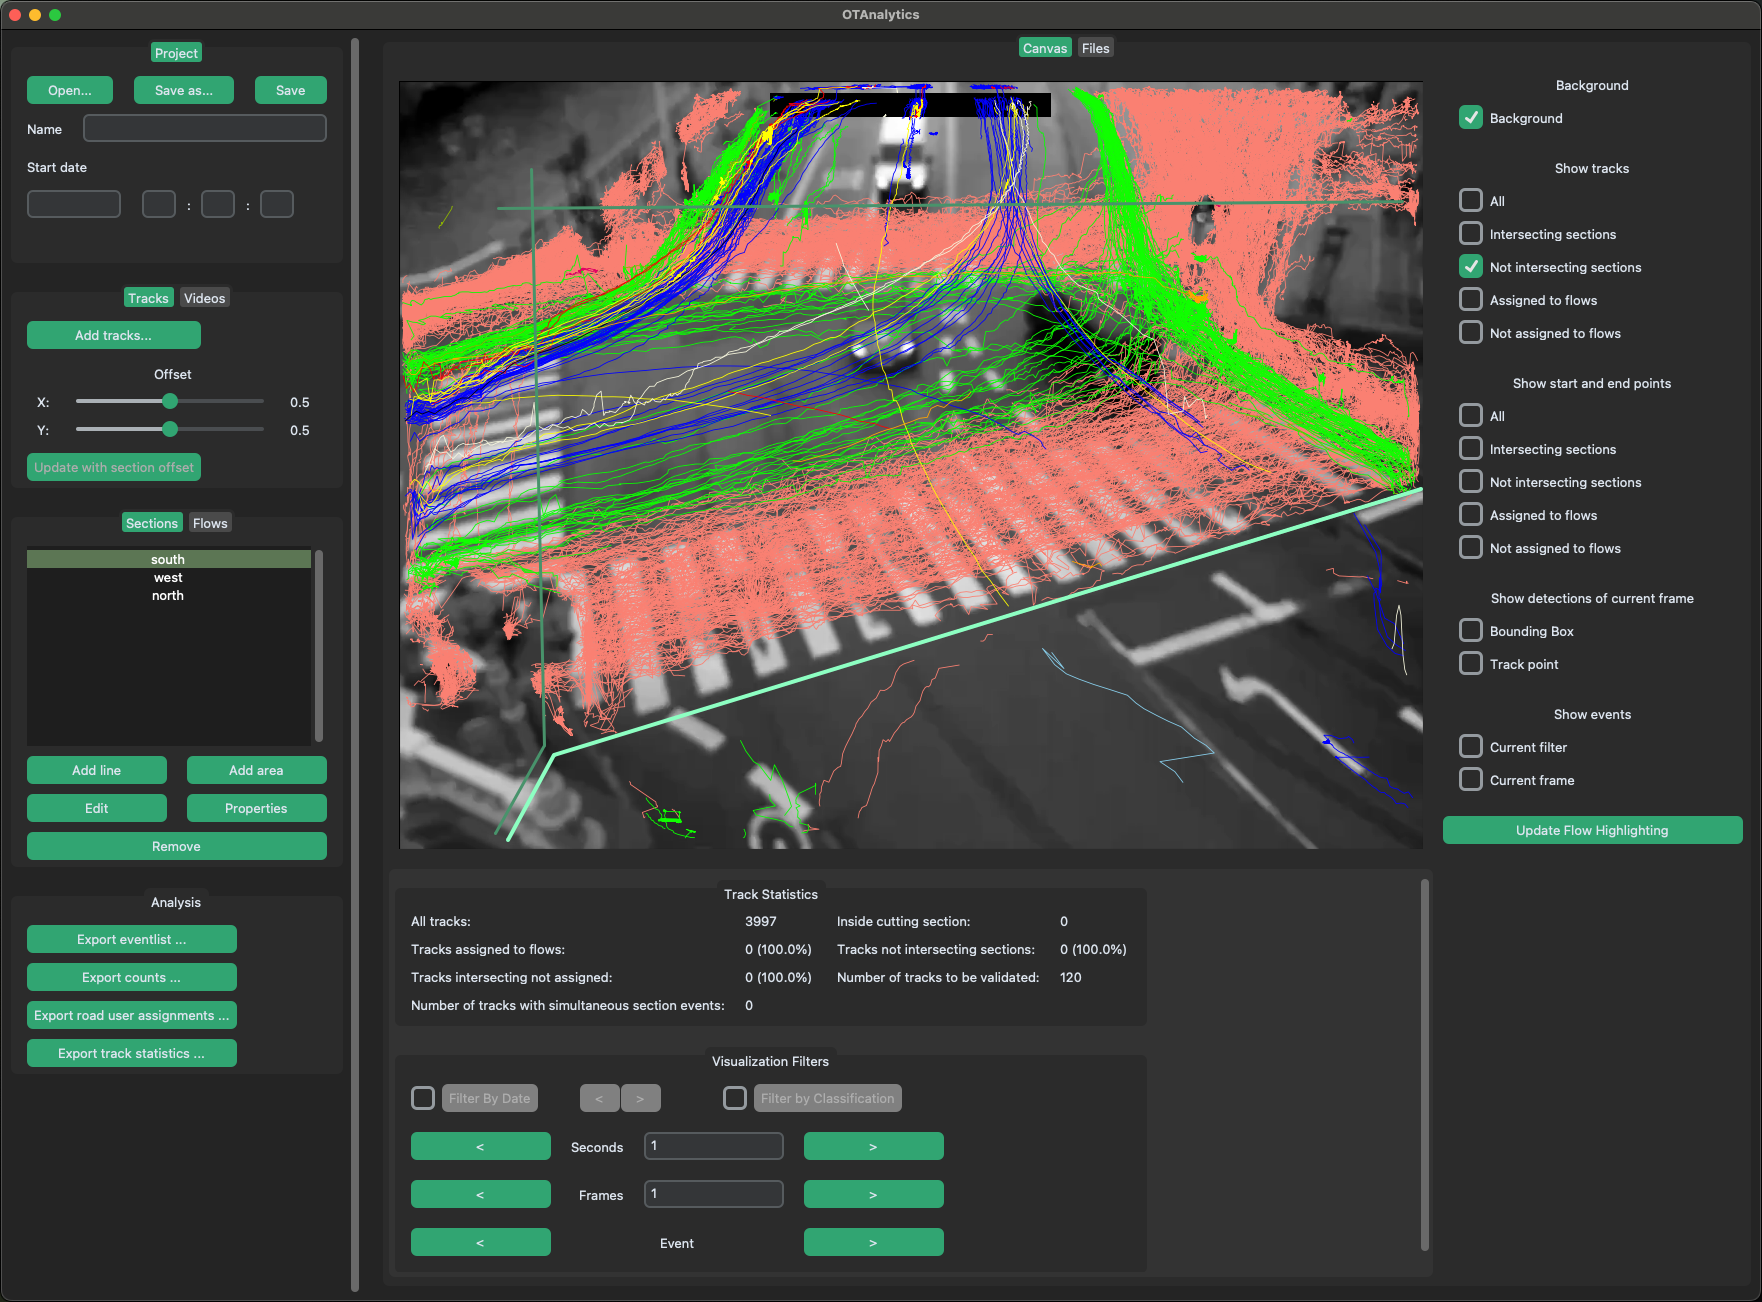 OTAnalytics
Project
Open...
Save as...
Save
Name
Start date
:
:
Tracks
Videos
Add tracks...
Offset
X:
0.5
Y:
0.5
Update with section offset
Sections
Flows
south
west
north
Add line
Add area
Edit
Properties
Remove
Analysis
Export eventlist ...
Export counts ...
Export road user assignments ...
Export track statistics ...
Canvas
Files
Background
Background
Show tracks
All
Intersecting sections
Not intersecting sections
Assigned to flows
Not assigned to flows
Show start and end points
All
Intersecting sections
Not intersecting sections
Assigned to flows
Not assigned to flows
Show detections of current frame
Bounding Box
Track point
Show events
Current filter
Current frame
Update Flow Highlighting
Track Statistics
All tracks: 3997 Inside cutting section: 0
Tracks assigned to flows: 0 (100.0%) Tracks not intersecting sections: 0 (100.0%)
Tracks intersecting not assigned: 0 (100.0%) Number of tracks to be validated: 120
Number of tracks with simultaneous section events: 0
Visualization Filters
Filter By Date < > Filter by Classification
< Seconds 1 >
< Frames 1 >
< Event >